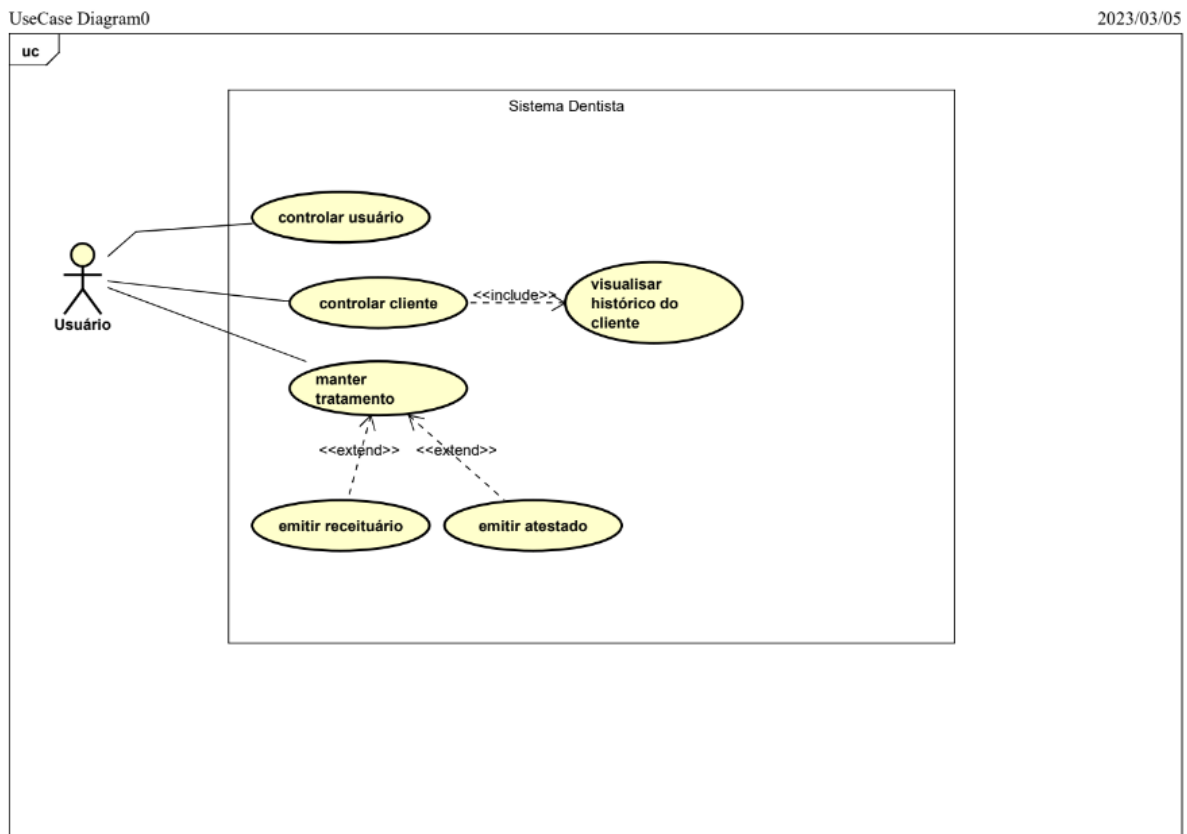 UseCase Diagram0
2023/03/05
uc
Sistema Dentista
controlar usuário
controlar cliente
<<include>>
visualisar
histórico do
cliente
Usuário
manter
tratamento
<<extend>>
<<extend>>
emitir receituário
emitir atestado